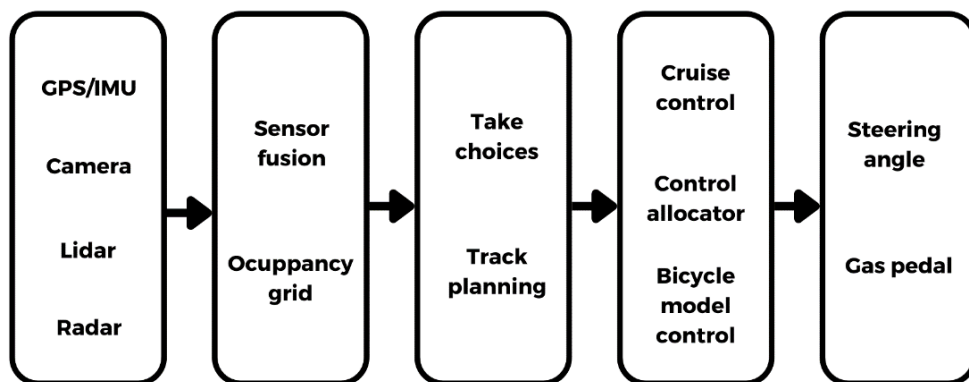 GPS/IMU
Camera
Lidar
Radar
Sensor
fusion
Ocuppancy
grid
Take
choices
Track
planning
Cruise
control
Control
allocator
Bicycle
model
control
Steering
angle
Gas pedal